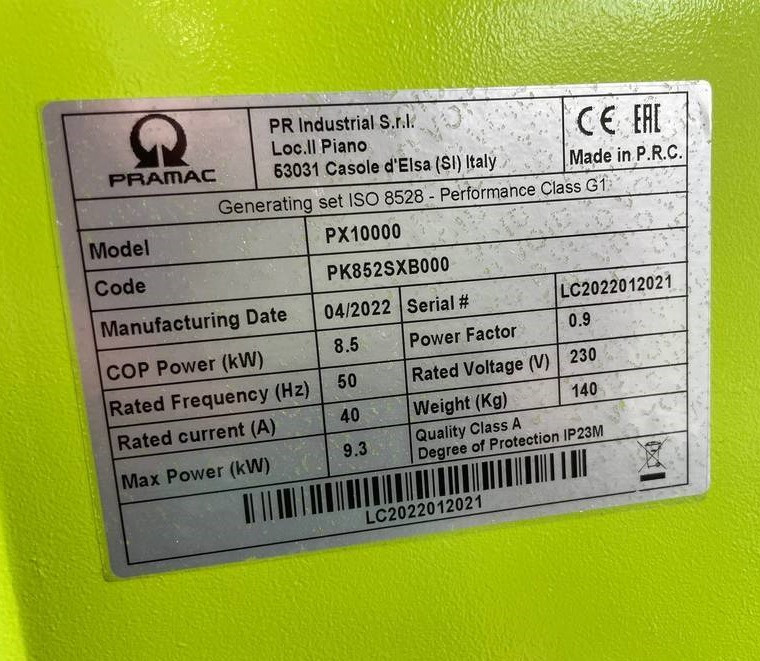 PRAMAC
PR Industrial S.r.l.
Loc.Il Piano
53031 Casole d'Elsa (SI) Italy
CE EAC
Made in P.R.C.
Generating set ISO 8528 - Performance Class G1
Model PX10000
Code PK852SXB000
Manufacturing Date 04/2022 Serial # LC2022012021
COP Power (kW) 8.5 Power Factor 0.9
Rated Frequency (Hz) 50 Rated Voltage (V) 230
Rated current (A) 40 Weight (Kg) 140
Max Power (kW) 9.3 Quality Class A
Degree of Protection IP23M
LC2022012021